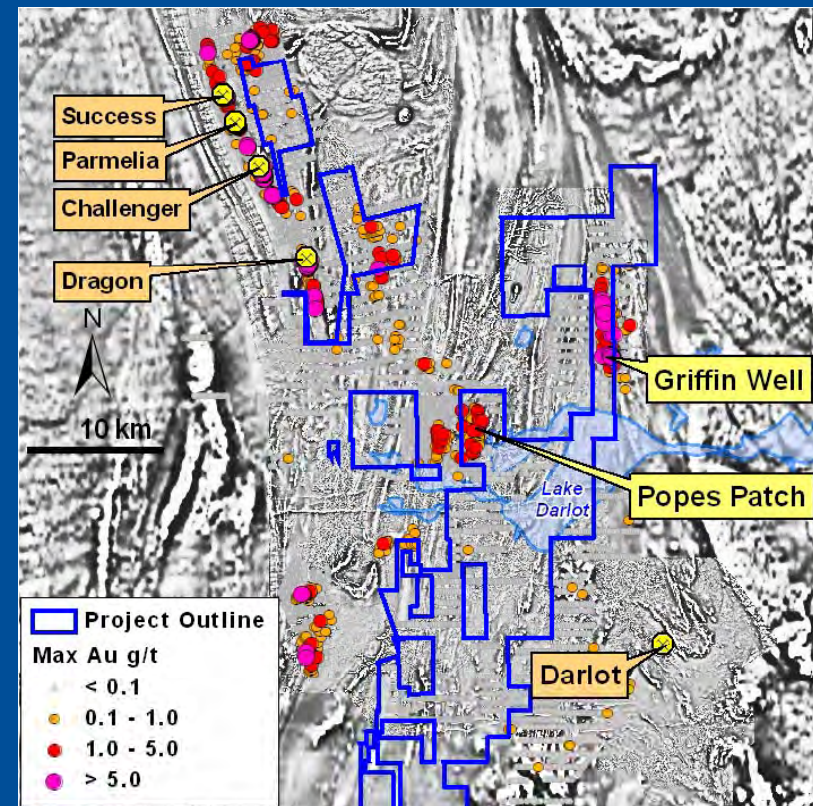 Success
Parmelia
Challenger
Dragon
N
10 km
Griffin Well
Popes Patch
Lake
Darlot
Darlot
Project Outline
Max Au g/t
< 0.1
0.1 - 1.0
1.0 - 5.0
> 5.0